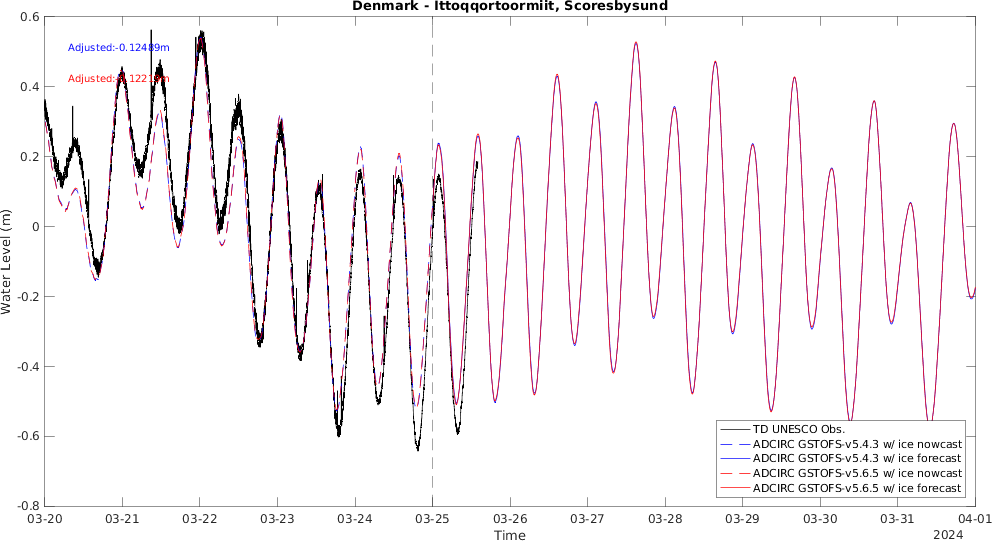 Denmark - Ittoqqortoormiit, Scoresbysund
Adjusted:-0.12489m
Water Level (m)
0.6
0.4
0.2
0
-0.2
-0.4
-0.6
-0.8
TD UNESCO Obs.
ADCIRC GSTOFS-v5.4.3 w/ ice nowcast
ADCIRC GSTOFS-v5.4.3 w/ ice forecast
ADCIRC GSTOFS-v5.6.5 w/ ice nowcast
ADCIRC GSTOFS-v5.6.5 w/ ice forecast
03-20 03-21 03-22 03-23 03-24 03-25 03-26 03-27 03-28 03-29 03-30 03-31 04-01
Time
2024